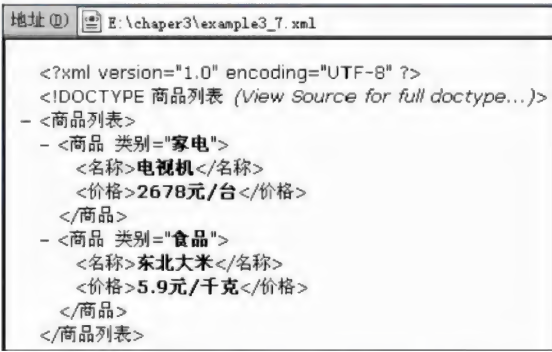 地址(D) E:\chaper3\example3_7.xml
<?xml version="1.0" encoding="UTF-8" ?>
<!DOCTYPE 商品列表 (View Source for full doctype...)>
- <商品列表>
- <商品 类别="家电">
<名称>电视机</名称>
<价格>2678元/台</价格>
</商品>
- <商品 类别="食品">
<名称>东北大米</名称>
<价格>5.9元/千克</价格>
</商品>
</商品列表>